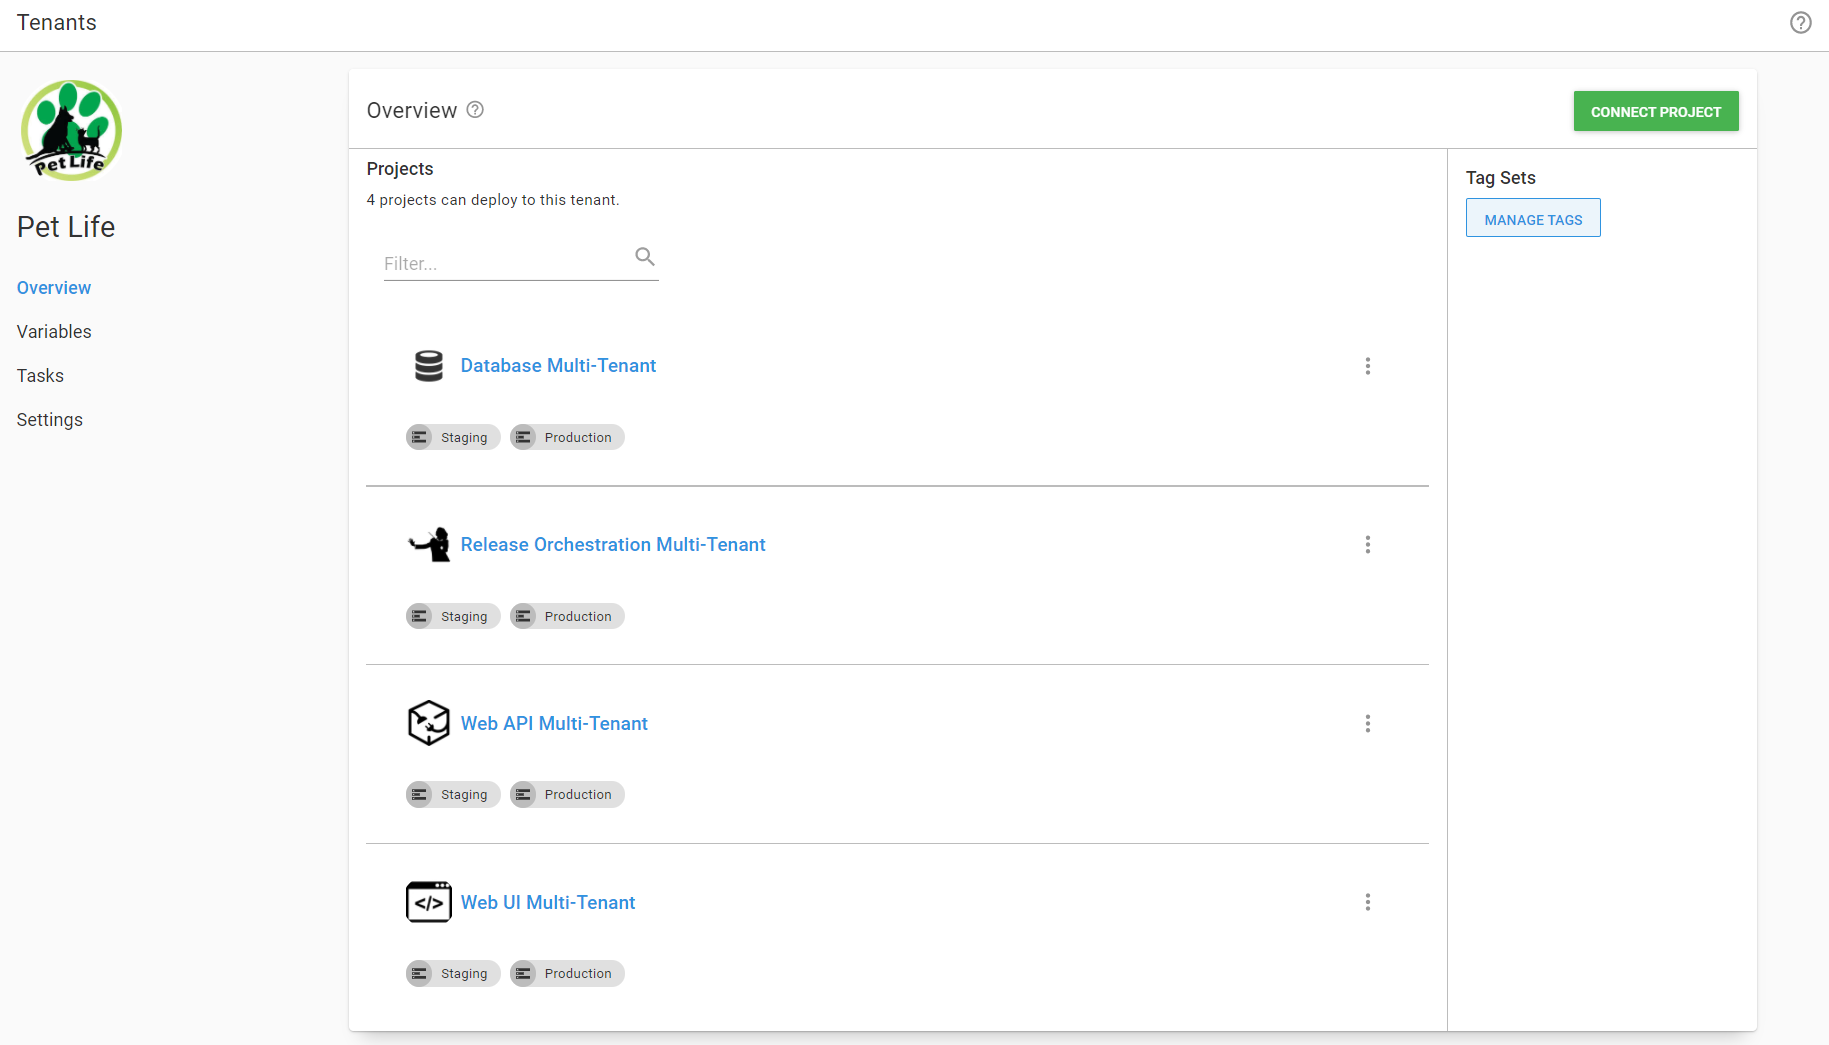 Tenants
Pet Life
Pet Life
Overview
Variables
Tasks
Settings
Overview
CONNECT PROJECT
Projects
4 projects can deploy to this tenant.
Filter...
Database Multi-Tenant
Staging Production
Release Orchestration Multi-Tenant
Staging Production
Web API Multi-Tenant
Staging Production
</>
Web UI Multi-Tenant
Staging Production
Tag Sets
MANAGE TAGS